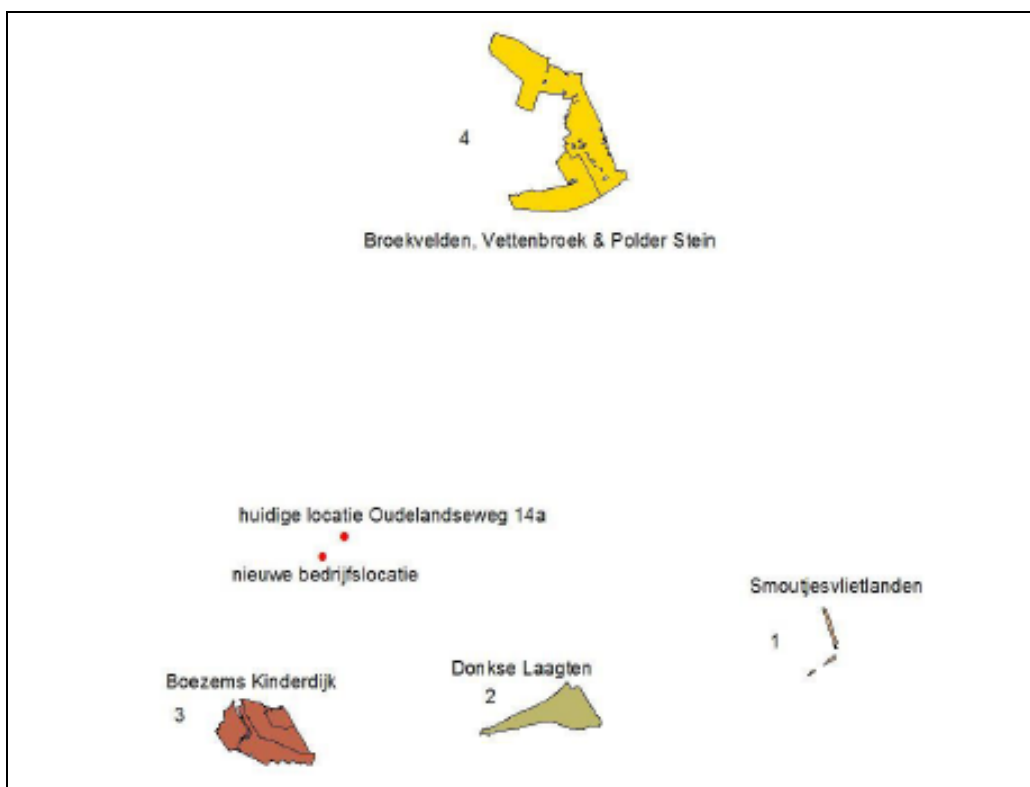 4
Broekvelden, Vettenbroek & Polder Stein
huidige locatie Oudelandseweg 14a
nieuwe bedrijfslocatie
Smoutjesvlietlanden
1
Donkse Laagten
2
Boezems Kinderdijk
3